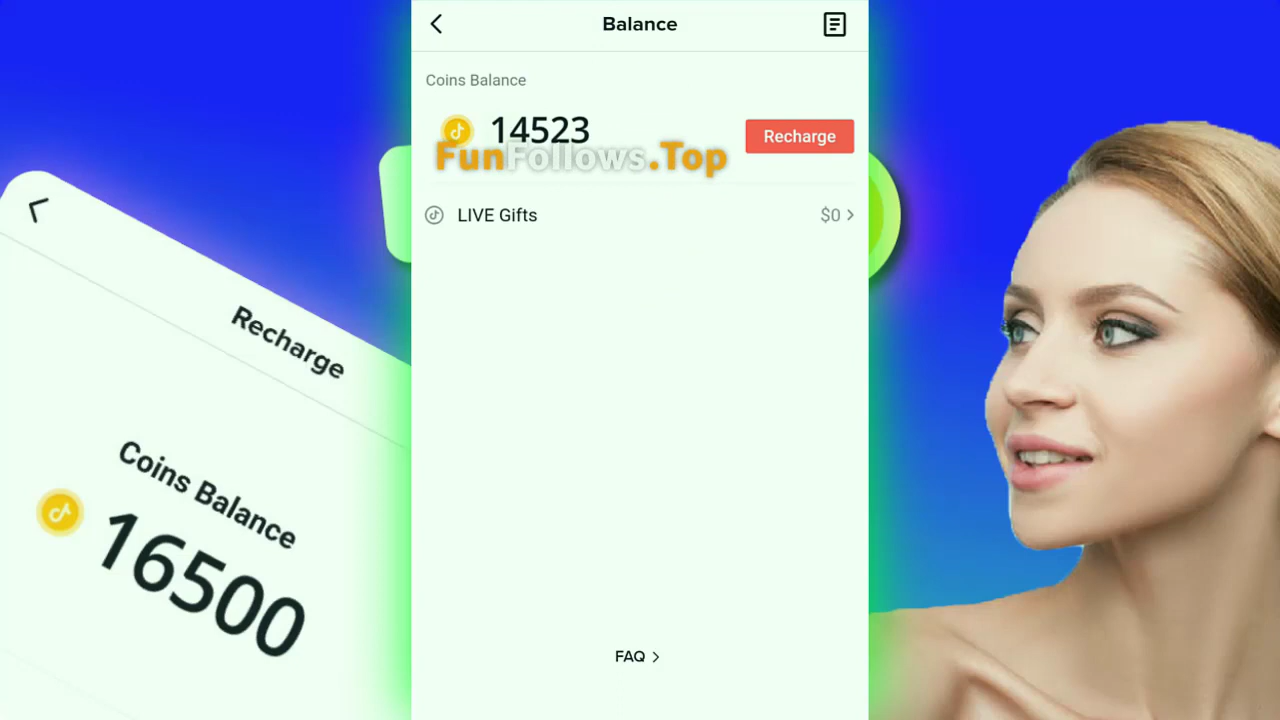 Balance
Coins Balance
14523
Recharge
FunFollows.Top
LIVE Gifts
$0
FAQ
Recharge
Coins Balance
16500